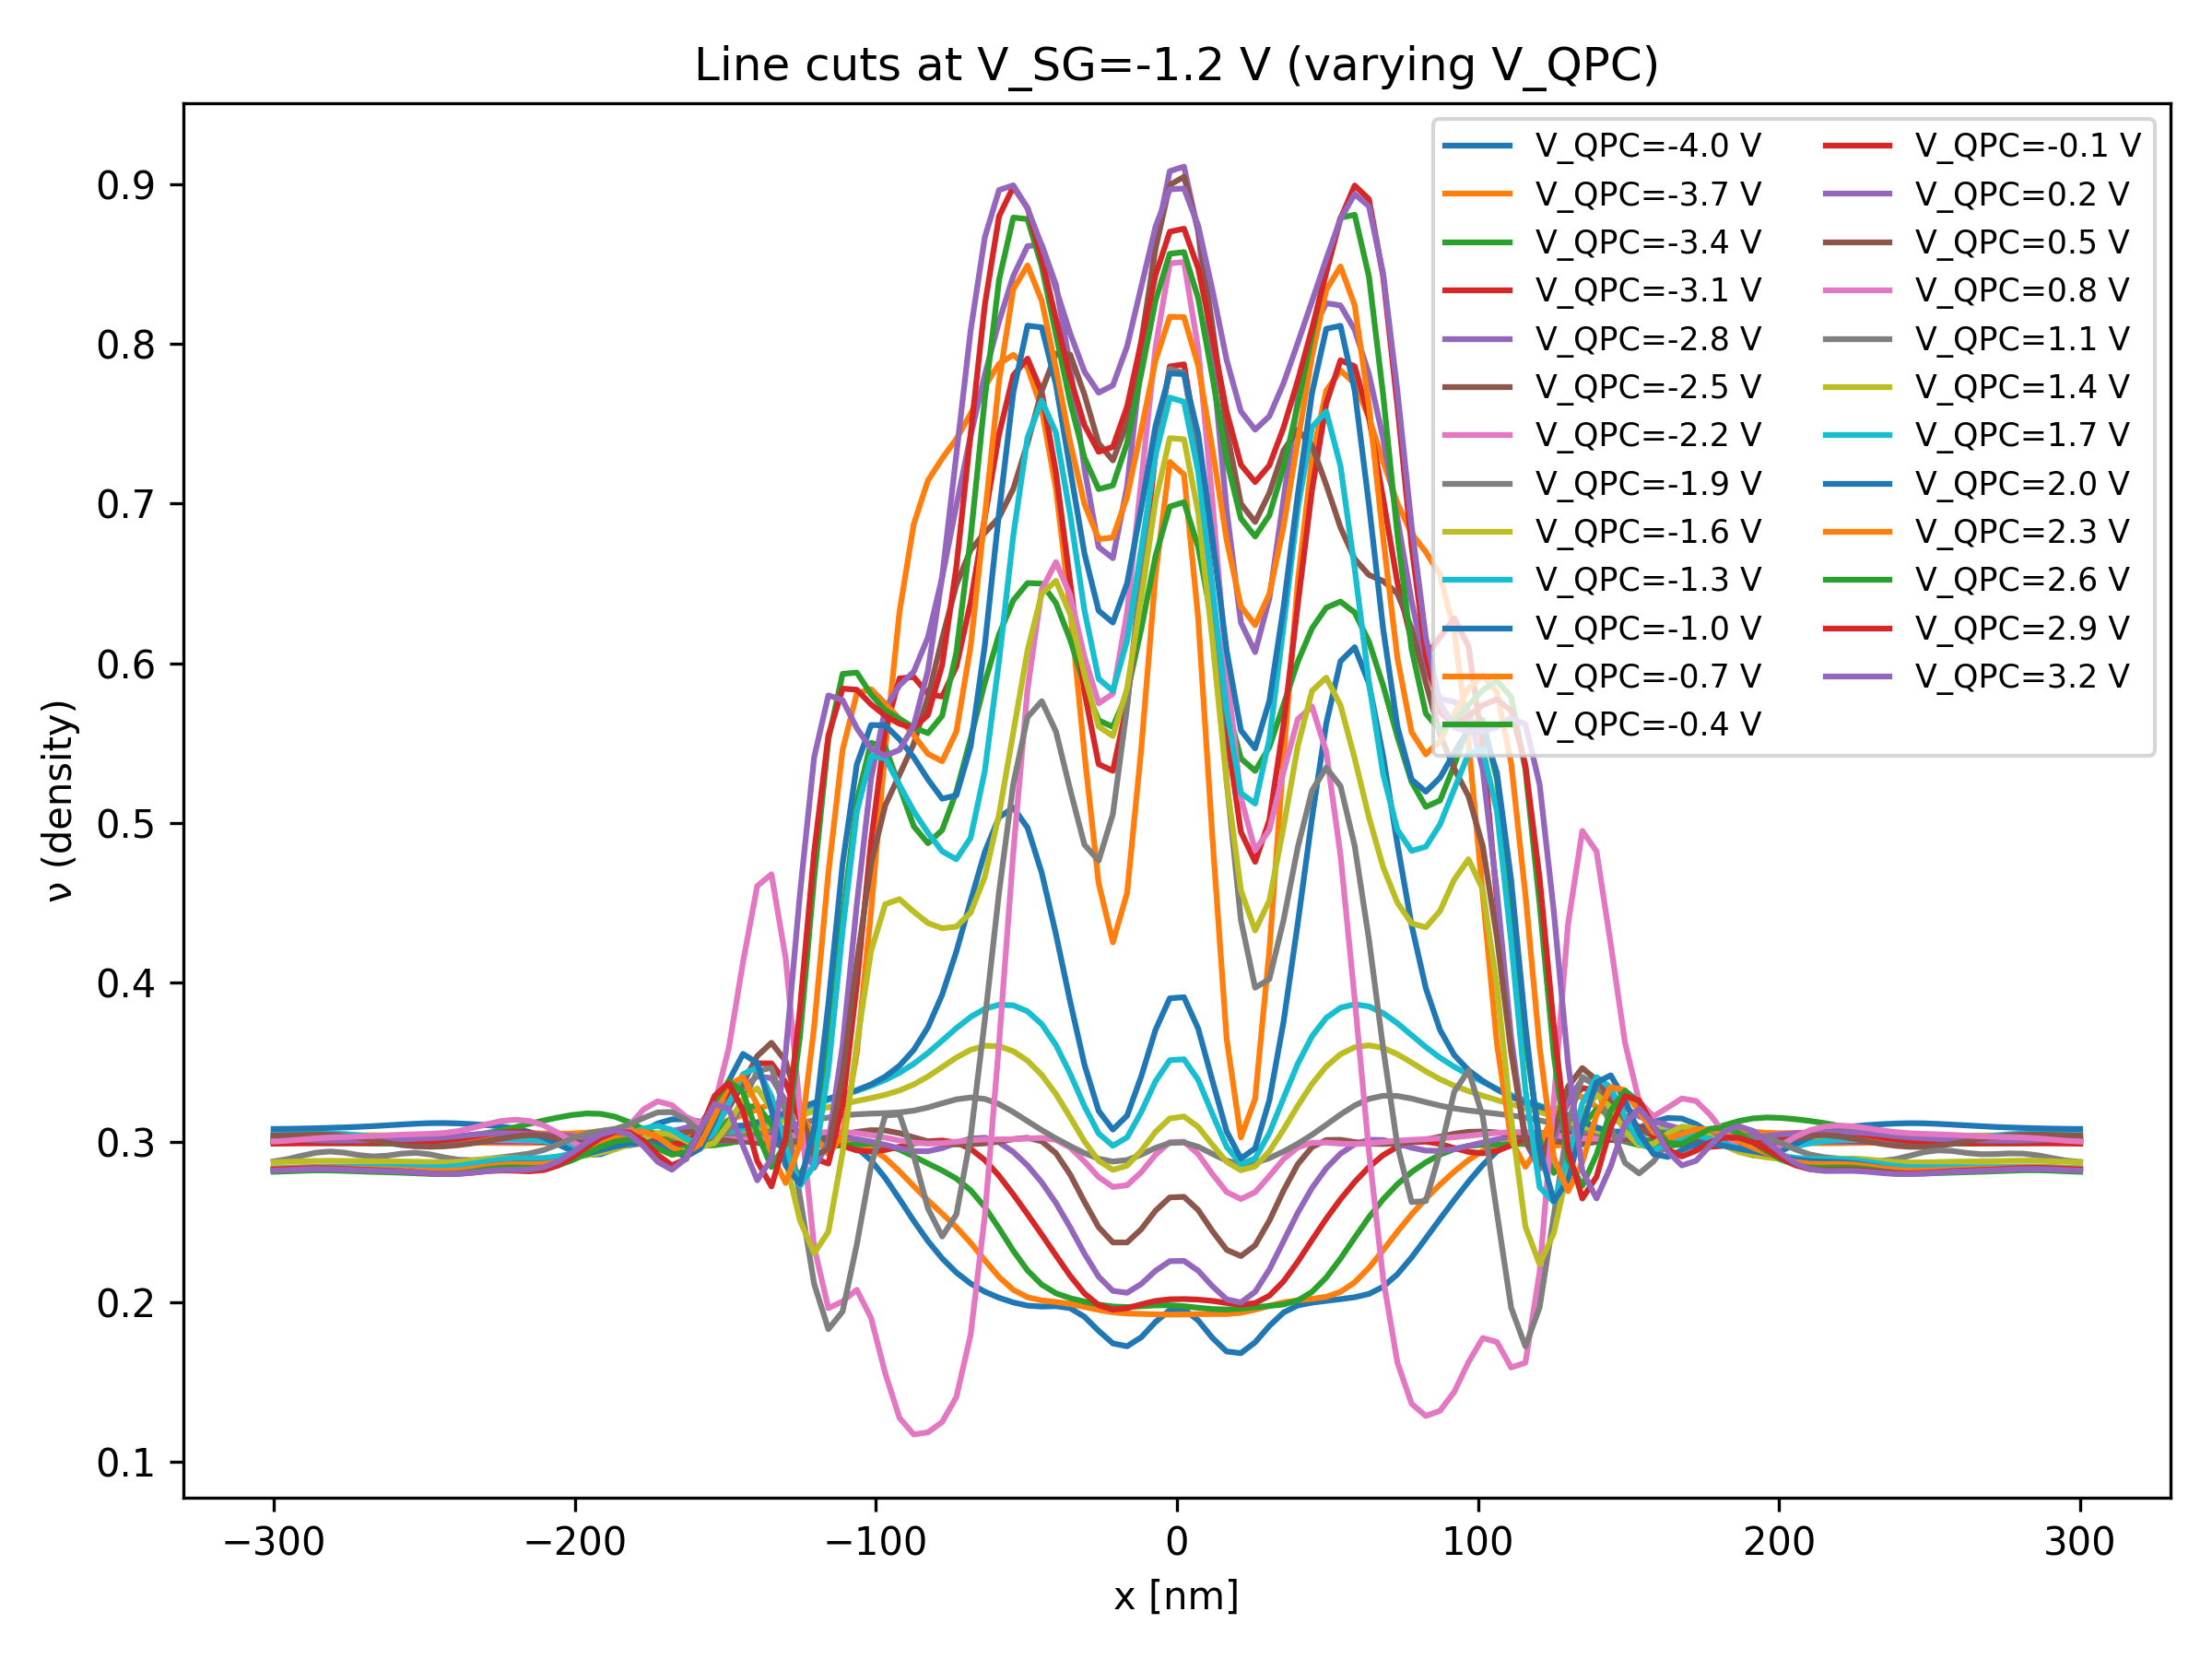 Line cuts at V_SG=-1.2 V (varying V_QPC)
V_QPC=-4.0 V
V_QPC=-3.7 V
V_QPC=-3.4 V
V_QPC=-3.1 V
V_QPC=-2.8 V
V_QPC=-2.5 V
V_QPC=-2.2 V
V_QPC=-1.9 V
V_QPC=-1.6 V
V_QPC=-1.3 V
V_QPC=-1.0 V
V_QPC=-0.7 V
V_QPC=-0.4 V
V_QPC=-0.1 V
V_QPC=0.2 V
V_QPC=0.5 V
V_QPC=0.8 V
V_QPC=1.1 V
V_QPC=1.4 V
V_QPC=1.7 V
V_QPC=2.0 V
V_QPC=2.3 V
V_QPC=2.6 V
V_QPC=2.9 V
V_QPC=3.2 V
ν (density)
0.9
0.8
0.7
0.6
0.5
0.4
0.3
0.2
0.1
−300 −200 −100 0 100 200 300
x [nm]